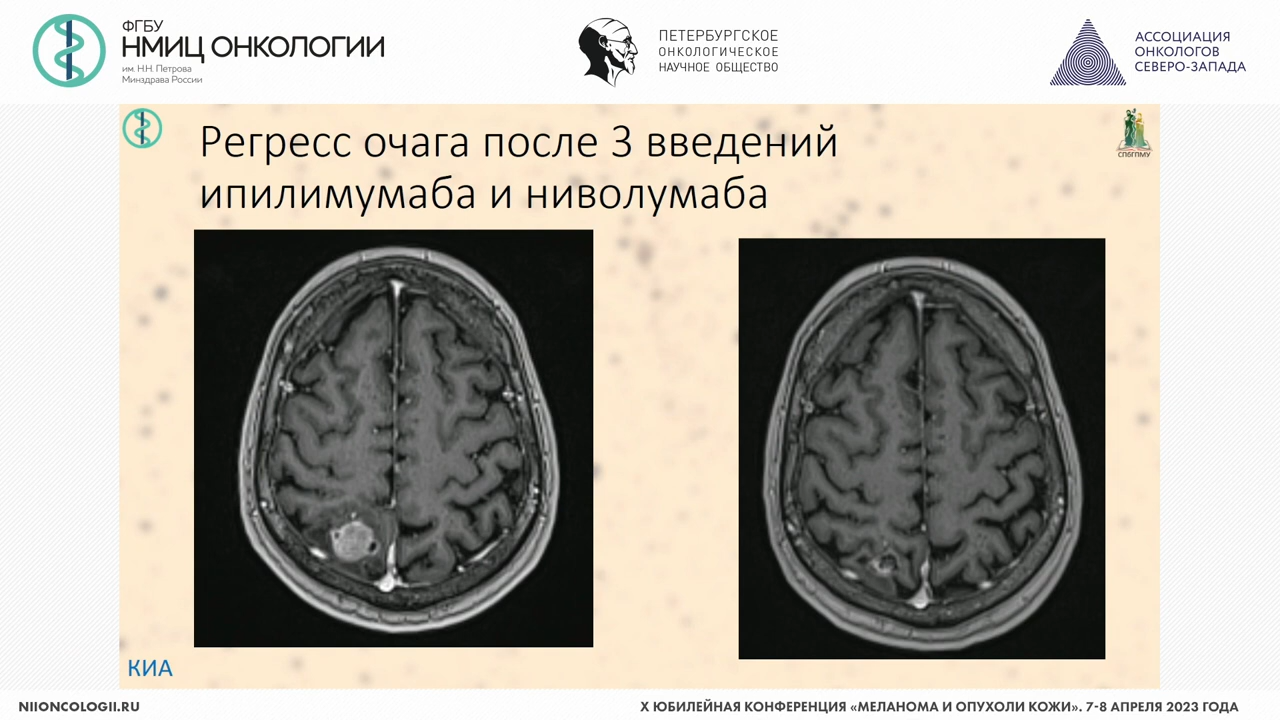 ФГБУ
НМИЦ ОНКОЛОГИИ
им. Н.Н. Петрова
Минздрава России
ПЕТЕРБУРГСКОЕ
ОНКОЛОГИЧЕСКОЕ
НАУЧНОЕ ОБЩЕСТВО
АССОЦИАЦИЯ
ОНКОЛОГОВ
СЕВЕРО-ЗАПАДА
Регресс очага после 3 введений
ипилимумаба и ниволумаба
СПбГПМУ
КИА
NIIONCOLOGII.RU
X ЮБИЛЕЙНАЯ КОНФЕРЕНЦИЯ «МЕЛАНОМА И ОПУХОЛИ КОЖИ». 7-8 АПРЕЛЯ 2023 ГОДА